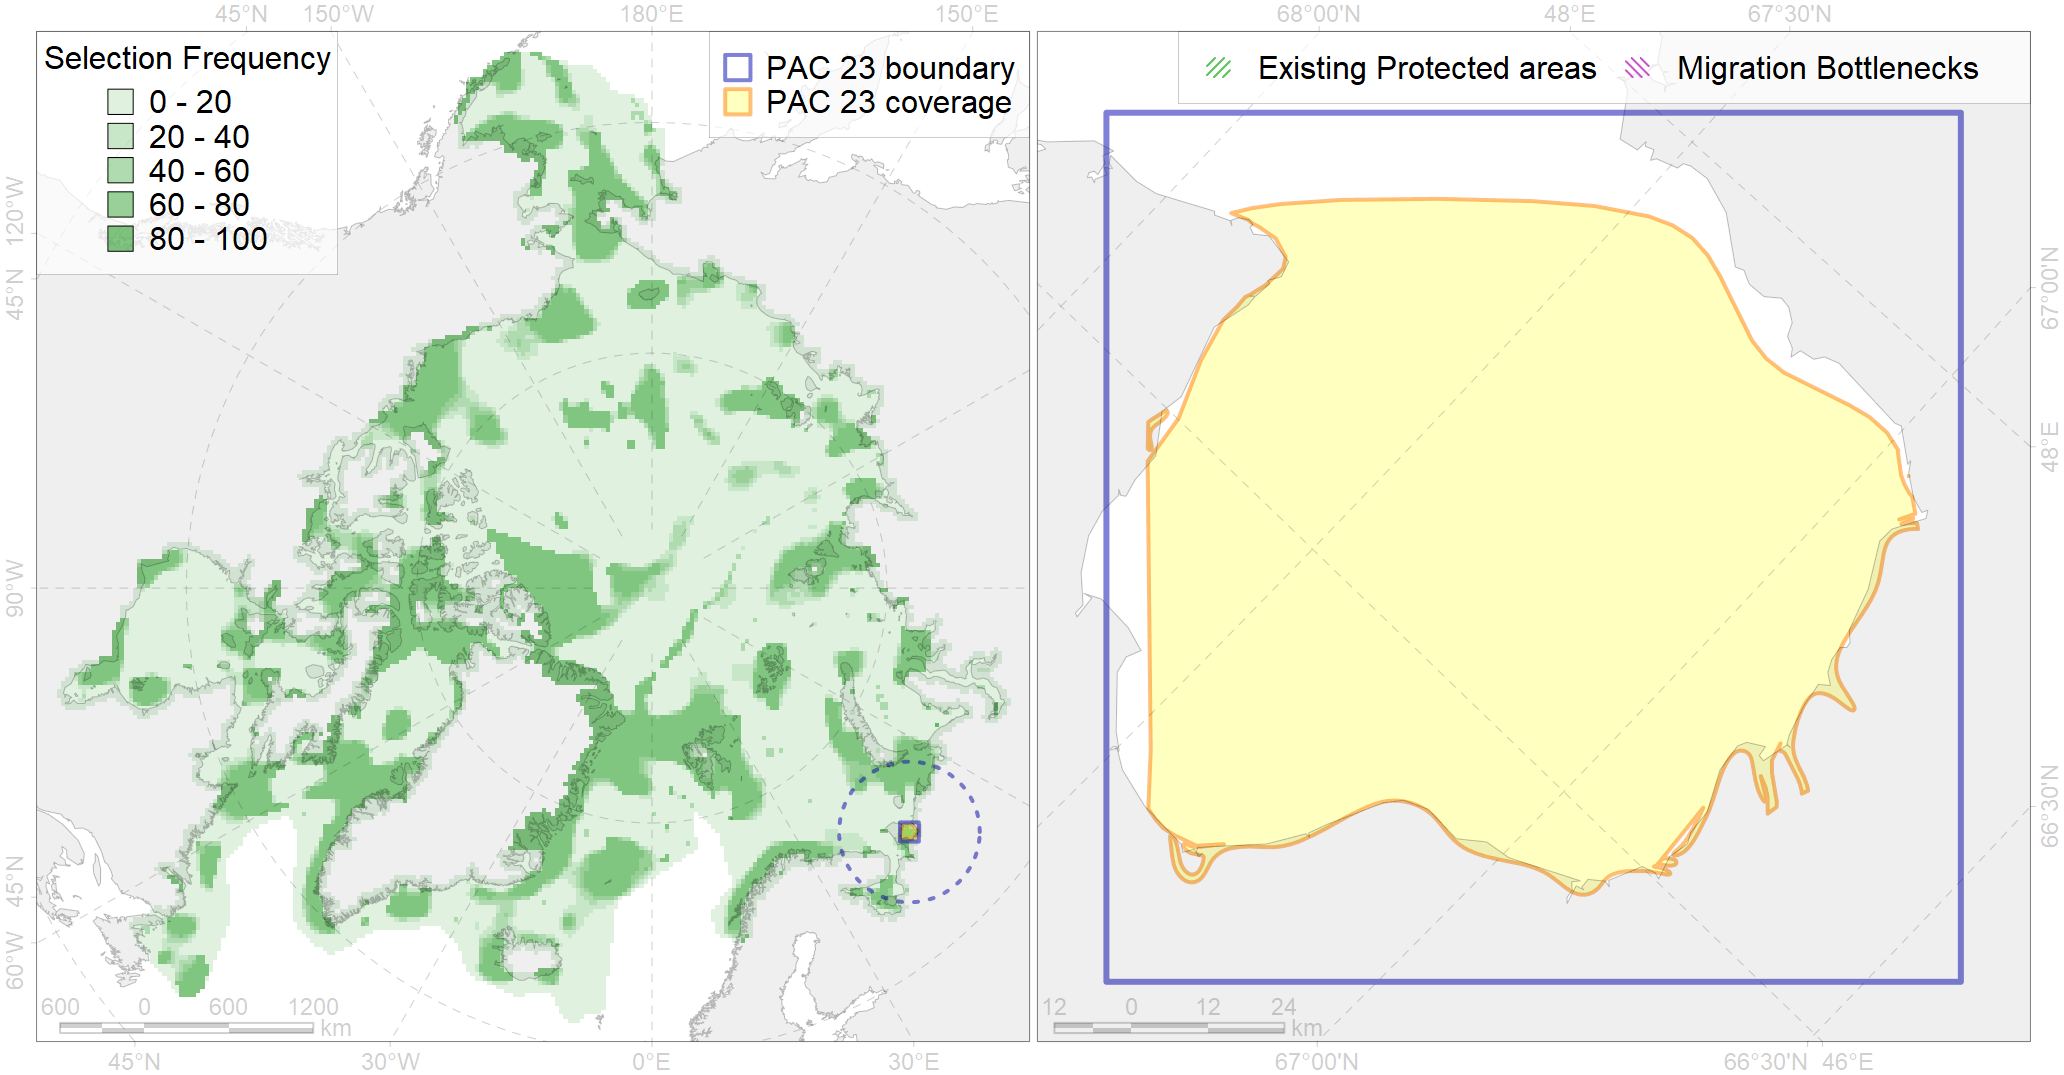 45°N 150°W 180°E 150°E 68°00'N 48°E 67°30'N
Selection Frequency
0 - 20
20 - 40
40 - 60
60 - 80
80 - 100
PAC 23 boundary
PAC 23 coverage
Existing Protected areas
Migration Bottlenecks
120°W
45°N
90°W
45°N
60°W
67°00'N
48°E
66°30'N
600 0 600 1200
km
12 0 12 24
km
45°N 30°W 0°E 30°E 67°00'N 66°30'N 46°E